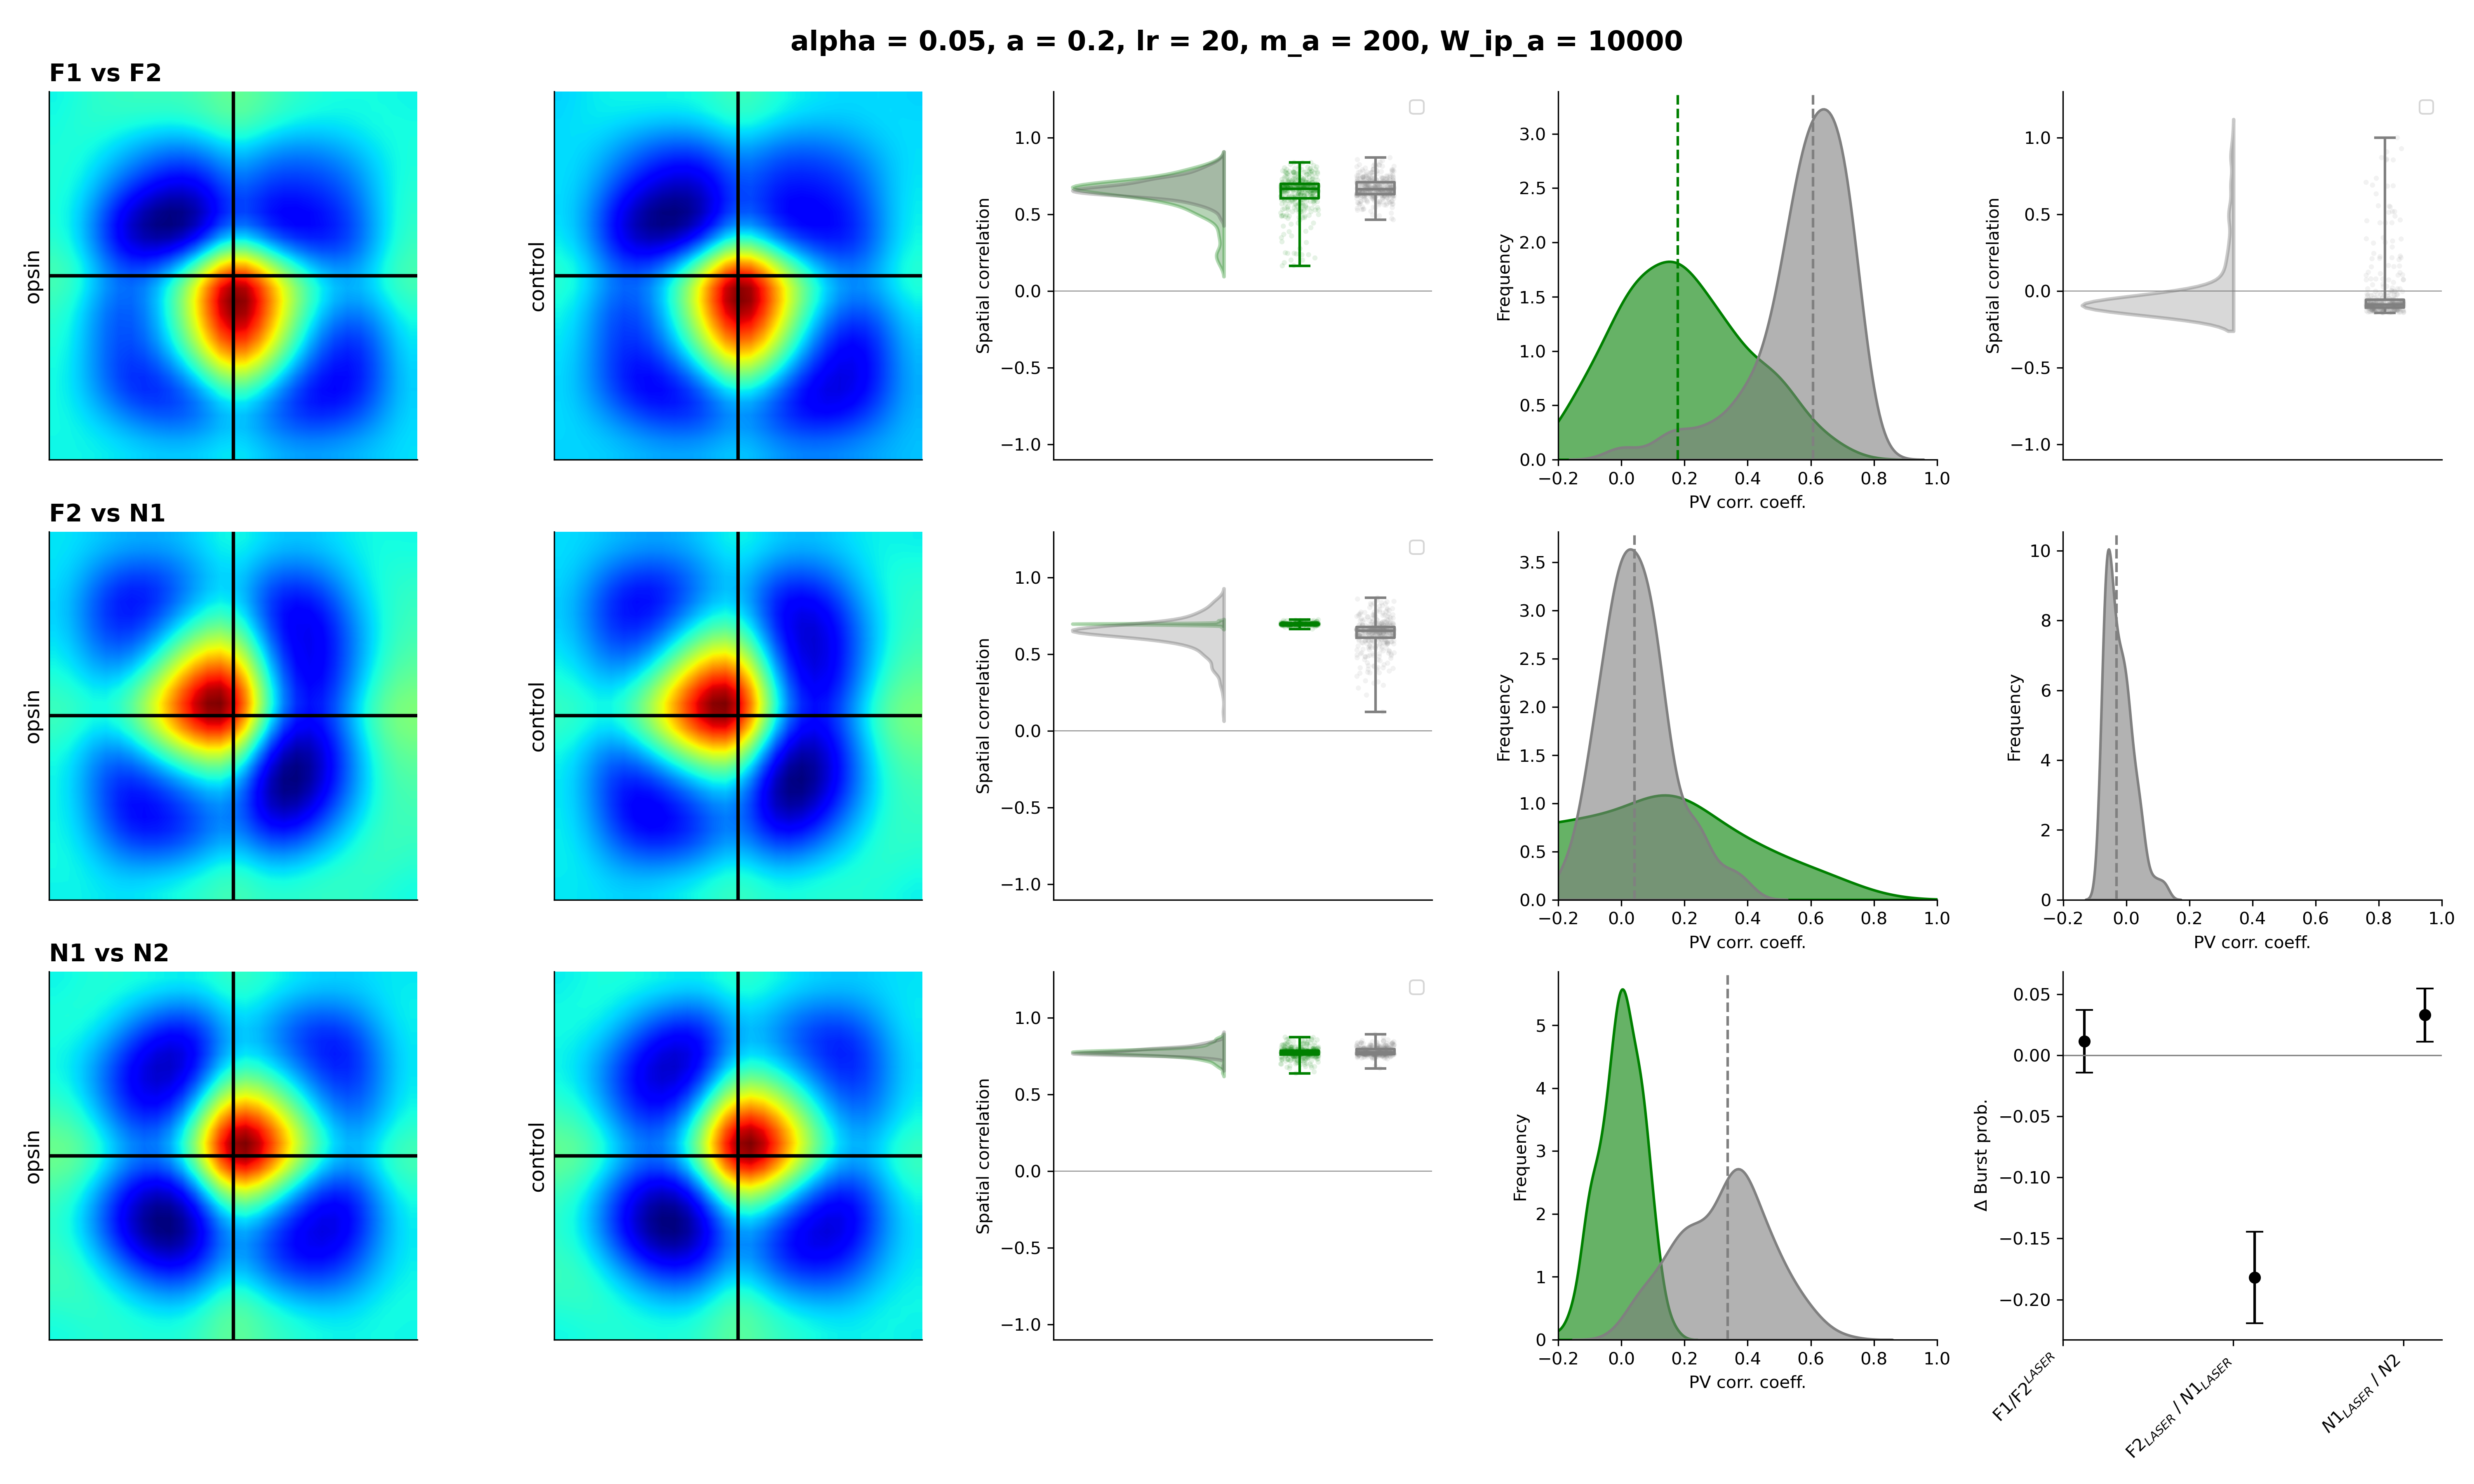 alpha = 0.05, a = 0.2, lr = 20, m_a = 200, W_ip_a = 10000
F1 vs F2
opsin
control
Spatial correlation
1.0
0.5
0.0
−0.5
−1.0
Frequency
3.0
2.5
2.0
1.5
1.0
0.5
0.0
−0.2 0.0 0.2 0.4 0.6 0.8 1.0
PV corr. coeff.
Spatial correlation
1.0
0.5
0.0
−0.5
−1.0
F2 vs N1
opsin
control
Spatial correlation
1.0
0.5
0.0
−0.5
−1.0
Frequency
3.5
3.0
2.5
2.0
1.5
1.0
0.5
0.0
−0.2 0.0 0.2 0.4 0.6 0.8 1.0
PV corr. coeff.
Frequency
10
8
6
4
2
0
−0.2 0.0 0.2 0.4 0.6 0.8 1.0
PV corr. coeff.
N1 vs N2
opsin
control
Spatial correlation
1.0
0.5
0.0
−0.5
−1.0
Frequency
5
4
3
2
1
0
−0.2 0.0 0.2 0.4 0.6 0.8 1.0
PV corr. coeff.
Δ Burst prob.
0.05
0.00
−0.05
−0.10
−0.15
−0.20
F1/F2^LASER
F2_LASER / N1_LASER
N1_LASER / N2